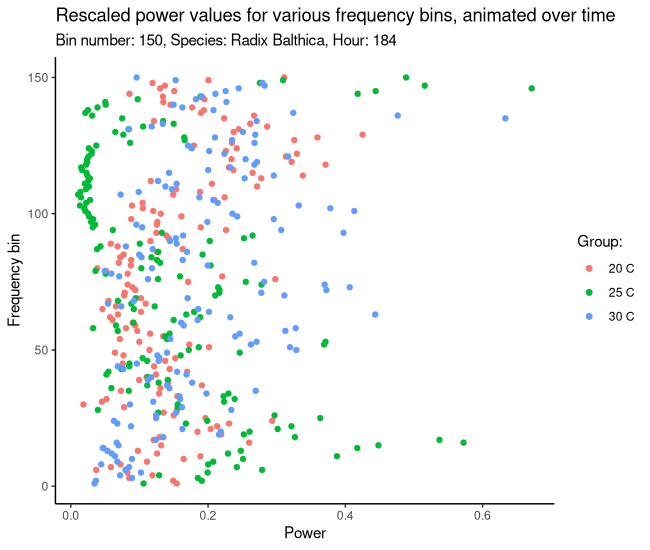 Rescaled power values for various frequency bins, animated over time
Bin number: 150, Species: Radix Balthica, Hour: 184
150
100
50
0
Frequency bin
0.0 0.2 0.4 0.6
Power
Group:
20 C
25 C
30 C